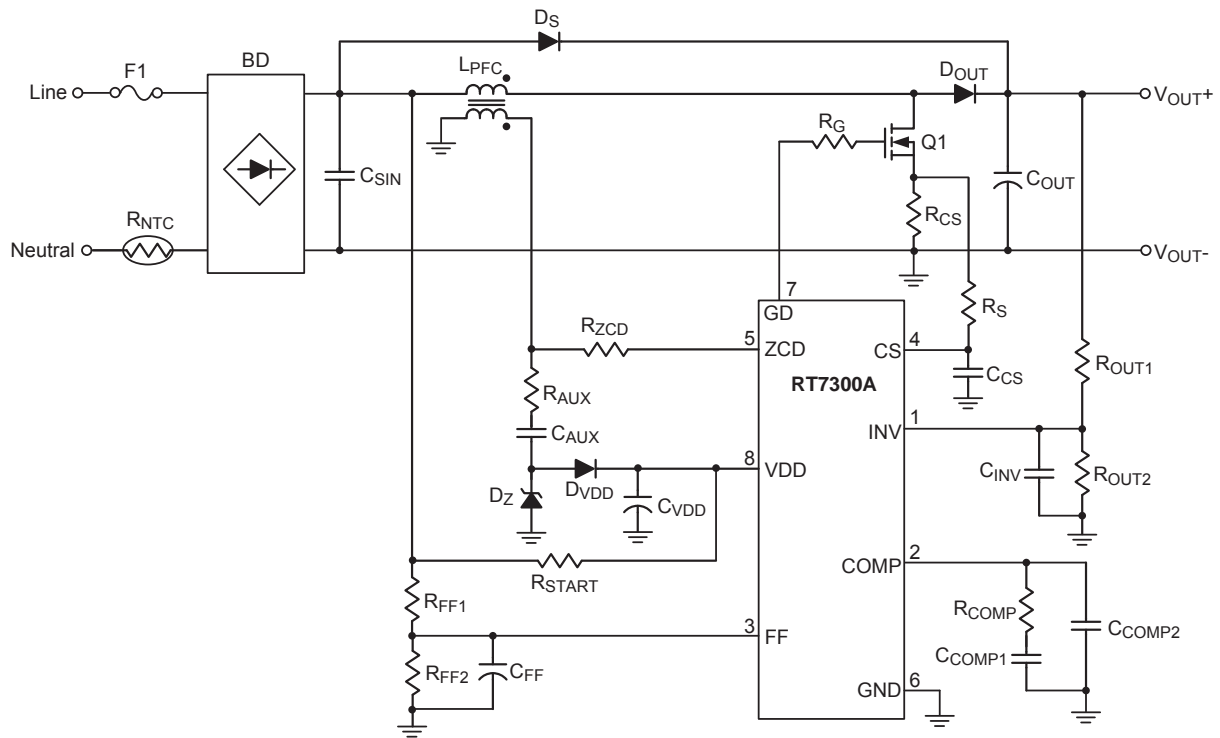 DS
BD
LPFC
F1
DOUT
Line
VOUT+
RG
Q1
CSIN
COUT
RNTC
RCS
Neutral
VOUT-
7
GD
RS
RZCD
5
ZCD
CS
4
RT7300A
CCS
ROUT1
RAUX
1
INV
CAUX
8
VDD
CINV
ROUT2
DZ
DVDD
CVDD
2
COMP
RSTART
RFF1
RCOMP
3
FF
CCOMP2
RFF2
CFF
CCOMP1
6
GND